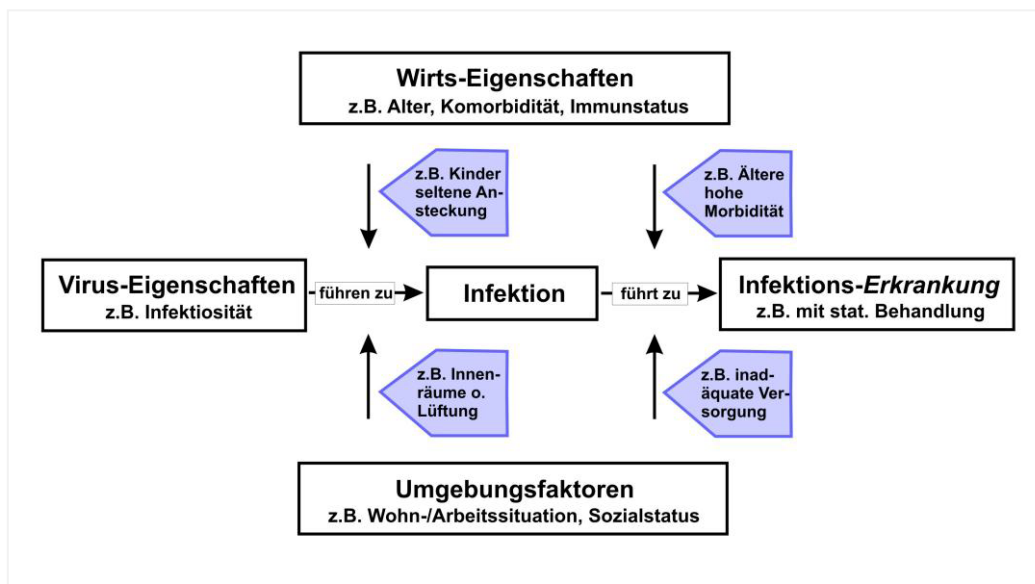 Wirts-Eigenschaften
z.B. Alter, Komorbidität, Immunstatus
z.B. Kinder
seltene An-
steckung
z.B. Ältere
hohe
Morbidität
Virus-Eigenschaften
z.B. Infektiosität
führen zu
Infektion
führt zu
Infektions-Erkrankung
z.B. mit stat. Behandlung
z.B. Innen-
räume o.
Lüftung
z.B. inad-
äquate Ver-
sorgung
Umgebungsfaktoren
z.B. Wohn-/Arbeitssituation, Sozialstatus